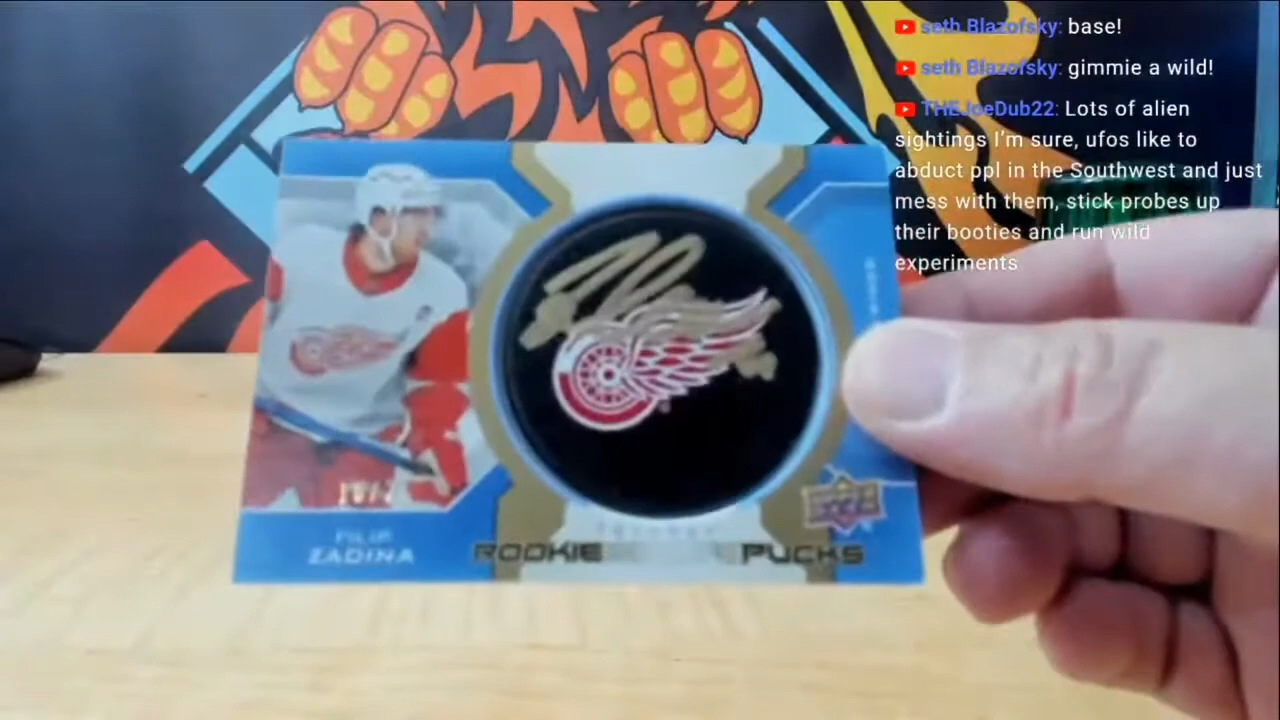 seth Blazofsky: base!
seth Blazofsky: gimmie a wild!
THEJoeDub22: Lots of alien
sightings I'm sure, ufos like to
abduct ppl in the Southwest and just
mess with them, stick probes up
their booties and run wild
experiments
FILIP
ZADINA
ROOKIE PUCKS